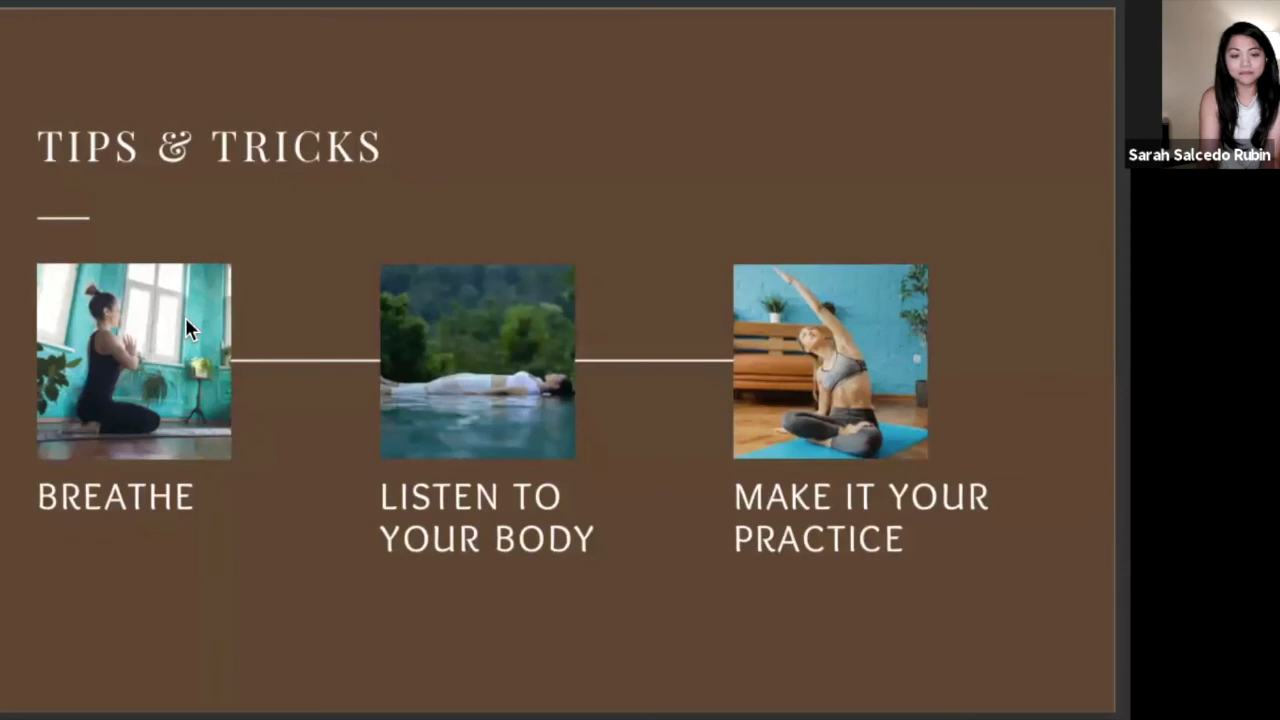 TIPS & TRICKS
BREATHE
LISTEN TO
YOUR BODY
MAKE IT YOUR
PRACTICE
Sarah Salcedo Rubin